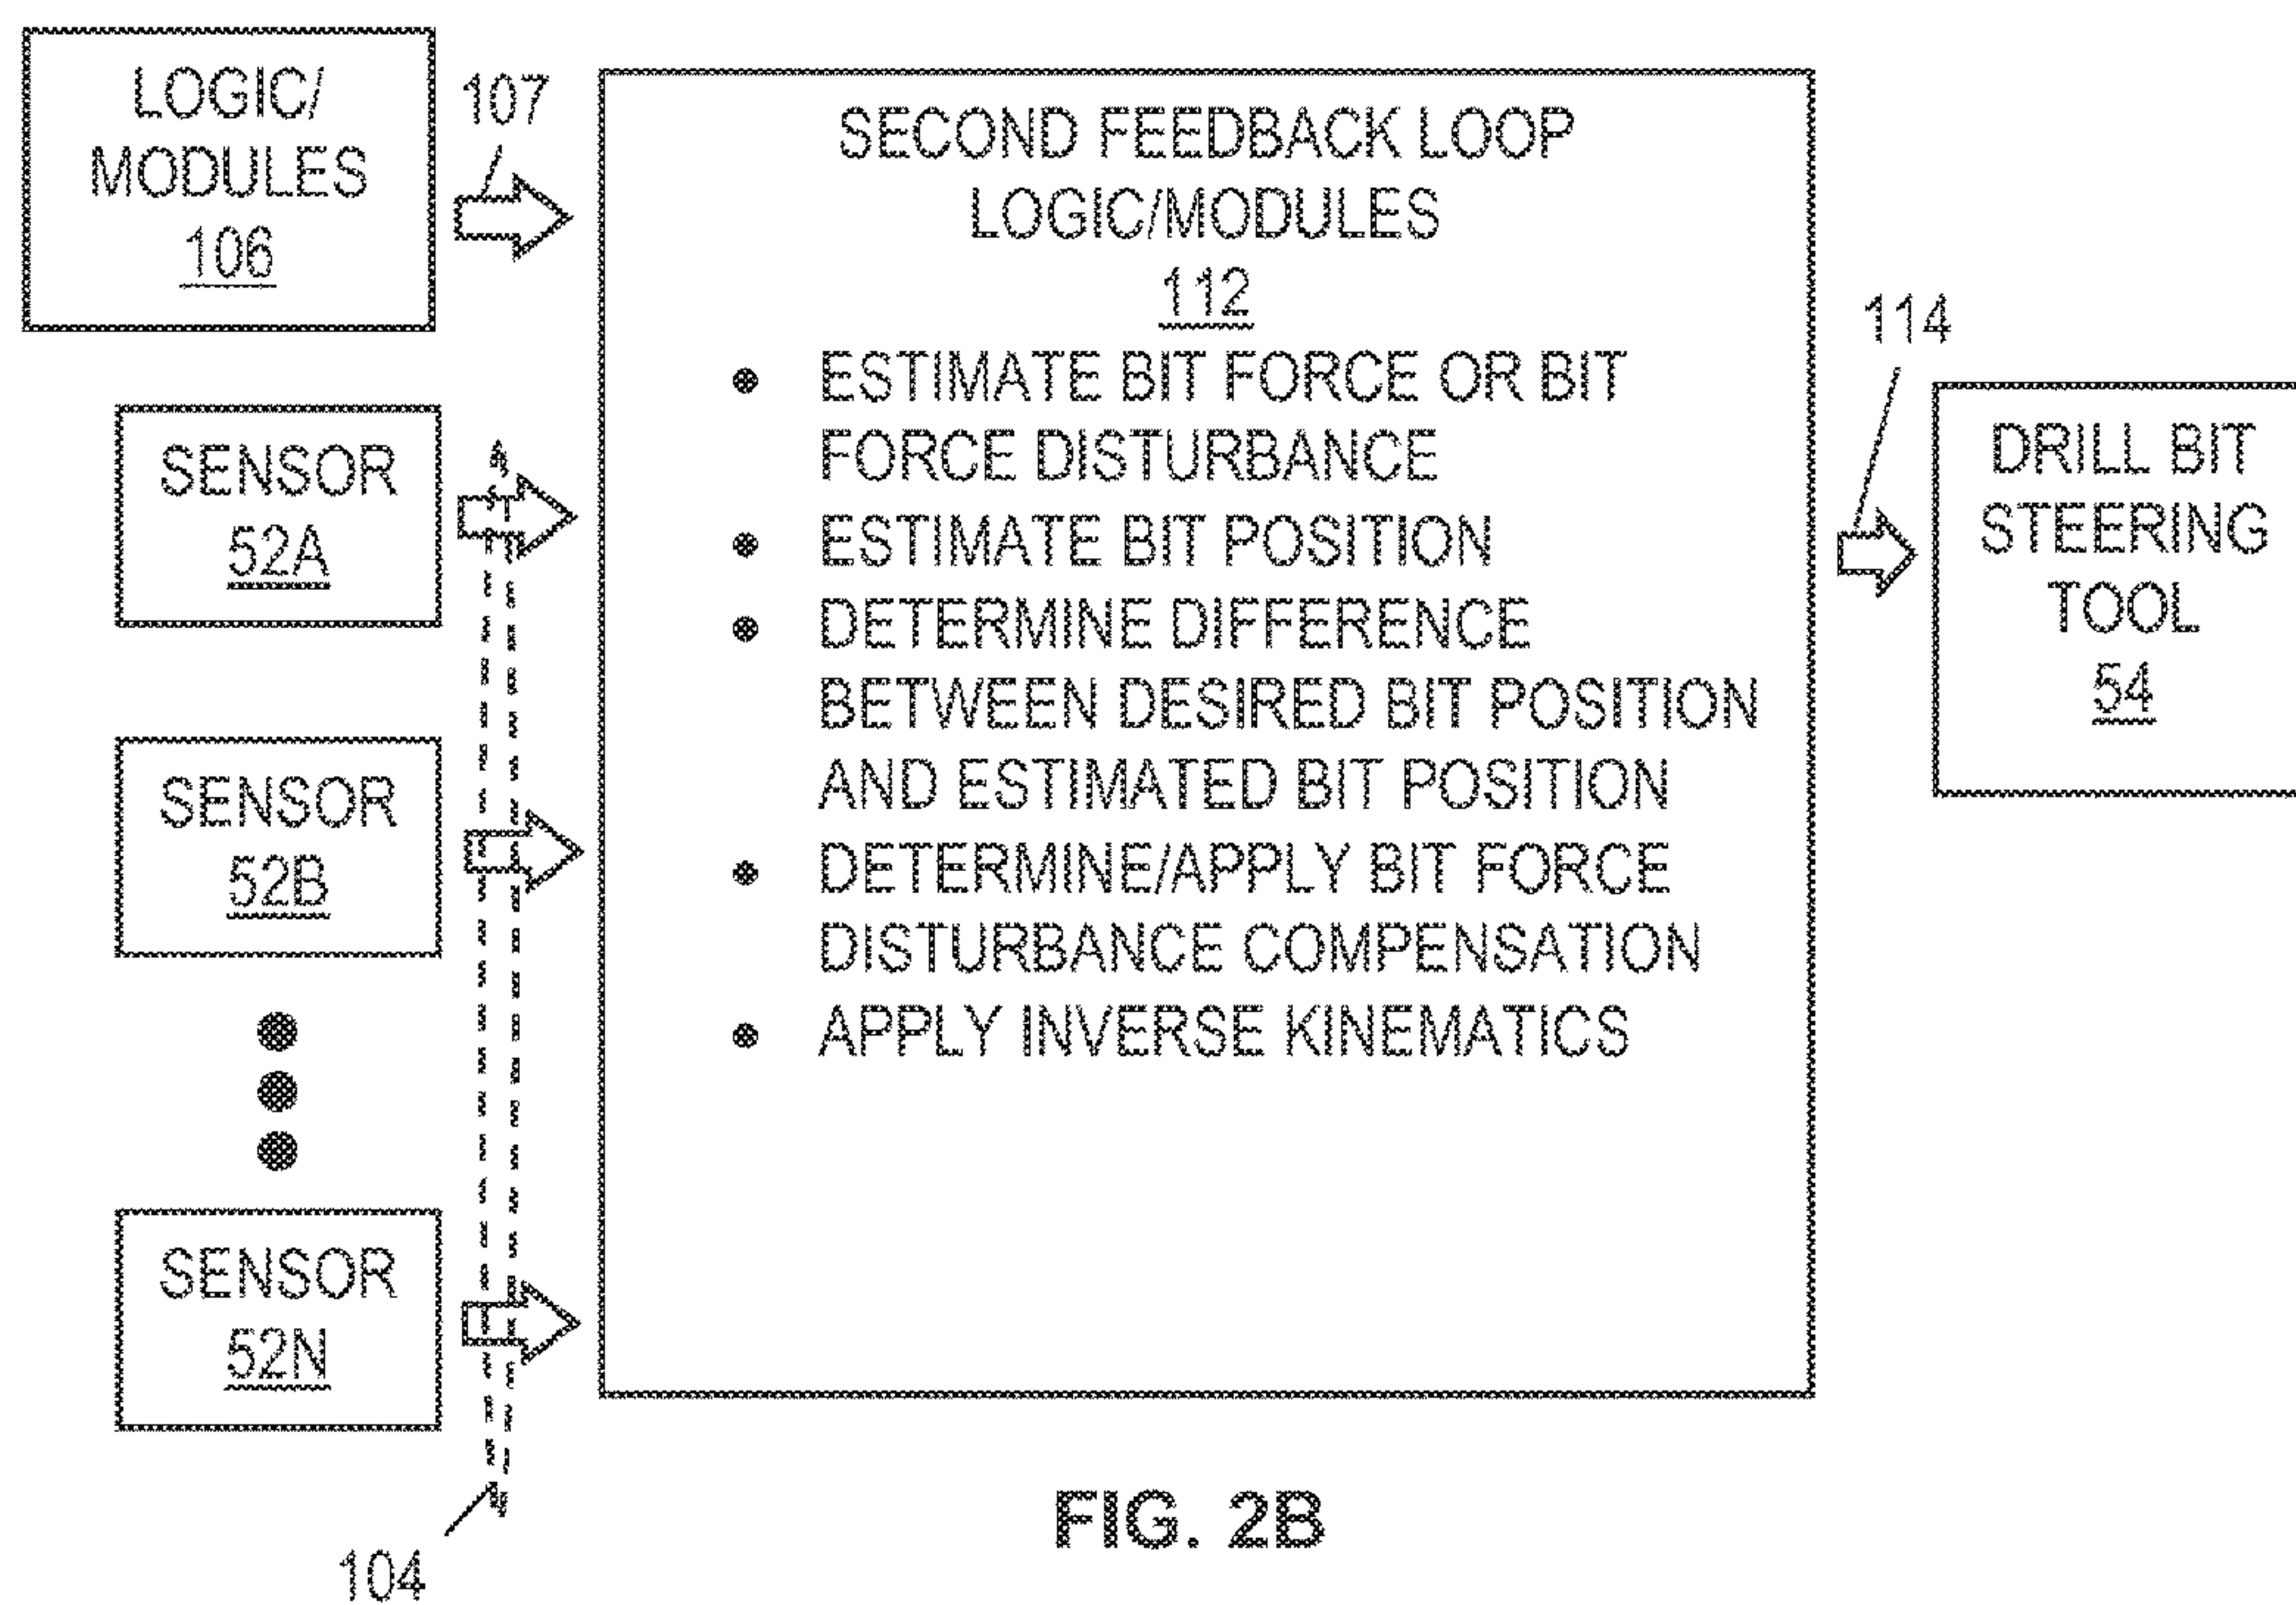 LOGIC/
MODULES
106
107
SECOND FEEDBACK LOOP
LOGIC/MODULES
112
• ESTIMATE BIT FORCE OR BIT
FORCE DISTURBANCE
• ESTIMATE BIT POSITION
• DETERMINE DIFFERENCE
BETWEEN DESIRED BIT POSITION
AND ESTIMATED BIT POSITION
• DETERMINE/APPLY BIT FORCE
DISTURBANCE COMPENSATION
• APPLY INVERSE KINEMATICS
114
DRILL BIT
STEERING
TOOL
54
SENSOR
52A
SENSOR
52B
SENSOR
52N
104
FIG. 2B